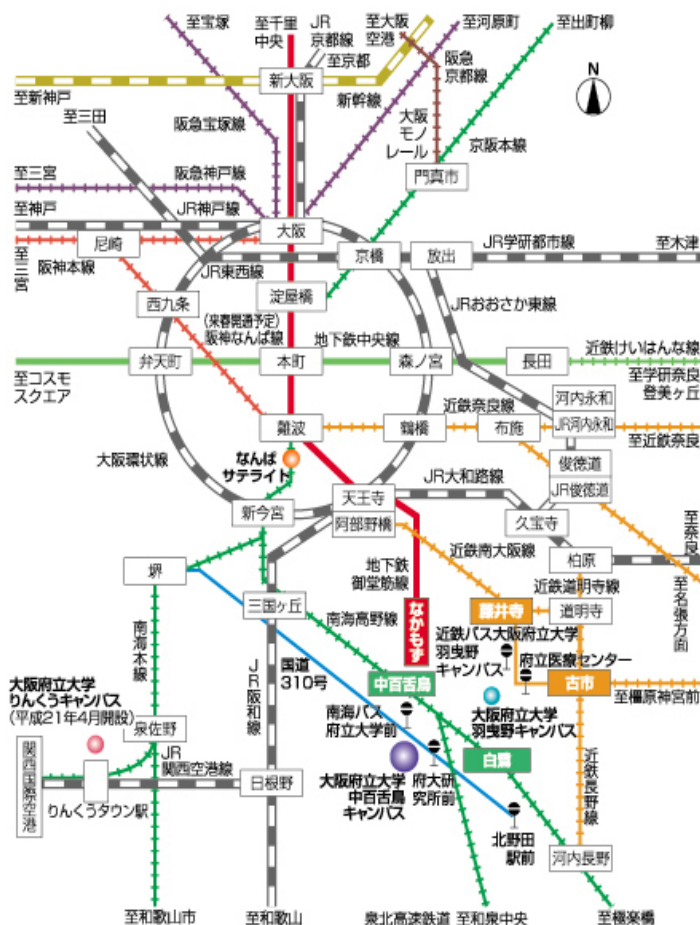 至宝塚
至千里
中央
JR
京都線
至京都
至大阪
空港
至河原町
至出町柳
阪急
京都線
新大阪
至新神戸
新幹線
N
至三田
阪急宝塚線
大阪
モノ
レール
京阪本線
門真市
至三宮
阪急神戸線
至神戸
JR神戸線
大阪
尼崎
京橋
放出
JR学研都市線
至木津
至三宮
阪神本線
JR東西線
淀屋橋
西九条
JRおおさか東線
(来春開通予定)
阪神なんば線
地下鉄中央線
弁天町
本町
森ノ宮
長田
近鉄けいはんな線
至コスモ
スクエア
至学研奈良
登美ヶ丘
河内永和
JR河内永和
近鉄奈良線
難波
鶴橋
布施
至近鉄奈良
なんば
サテライト
大阪環状線
俊徳道
JR俊徳道
JR大和路線
天王寺
阿部野橋
新今宮
久宝寺
至奈良
柏原
近鉄南大阪線
堺
地下鉄
御堂筋線
近鉄道明寺線
至名張方面
三国ヶ丘
南海高野線
なかもず
藤井寺
道明寺
南海本線
JR阪和線
国道
310号
近鉄バス大阪府立大学
羽曳野
キャンパス
府立医療センター
中百舌鳥
古市
至橿原神宮前
大阪府立大学
りんくうキャンパス
(平成21年4月開設)
南海バス
府立大学前
大阪府立大学
羽曳野キャンパス
泉佐野
関西国際空港
JR
関西空港線
りんくうタウン駅
日根野
大阪府立大学
中百舌鳥
キャンパス
府大研
究所前
白鷺
近鉄長野線
北野田
駅前
河内長野
至和歌山市
至和歌山
泉北高速鉄道
至和泉中央
至極楽橋